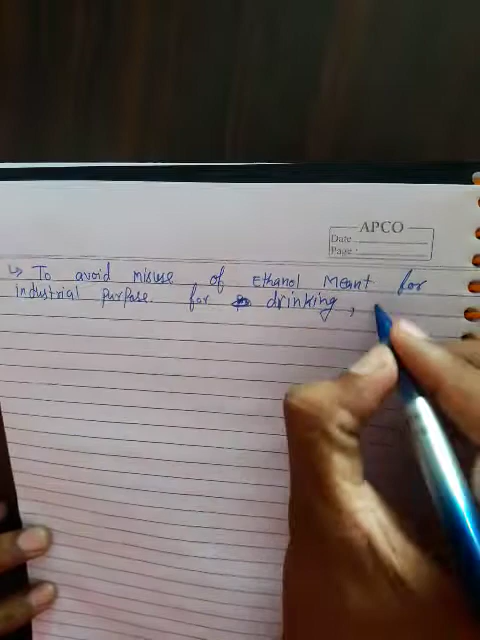 APCO
Date
Page:
↳ To avoid misuse of Ethanol Meant for
industrial purpose. for drinking,